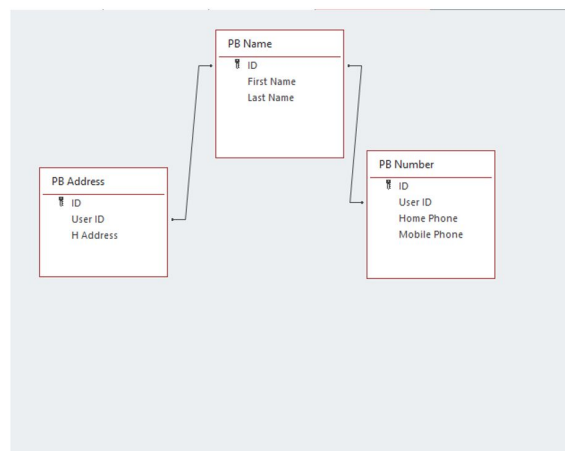 PB Name
ID
First Name
Last Name
PB Address
ID
User ID
H Address
PB Number
ID
User ID
Home Phone
Mobile Phone